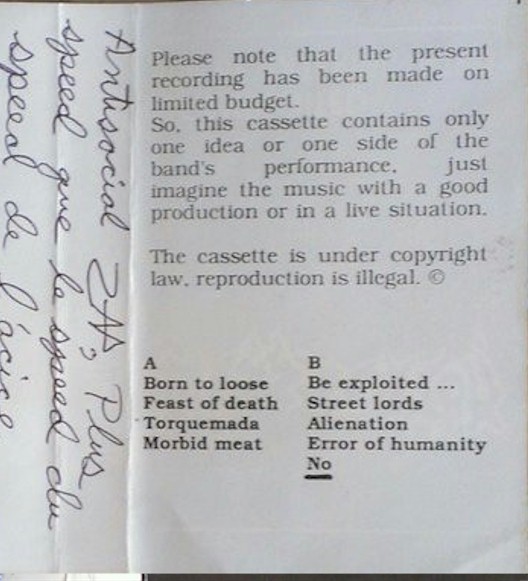 Please note that the present
recording has been made on
limited budget.
So, this cassette contains only
one idea or one side of the
band's performance, just
imagine the music with a good
production or in a live situation.
The cassette is under copyright
law, reproduction is illegal. ©
A
Born to loose
Feast of death
Torquemada
Morbid meat
B
Be exploited ...
Street lords
Alienation
Error of humanity
No
Antisocial Plus
speed que le speed du
speed de l'acide